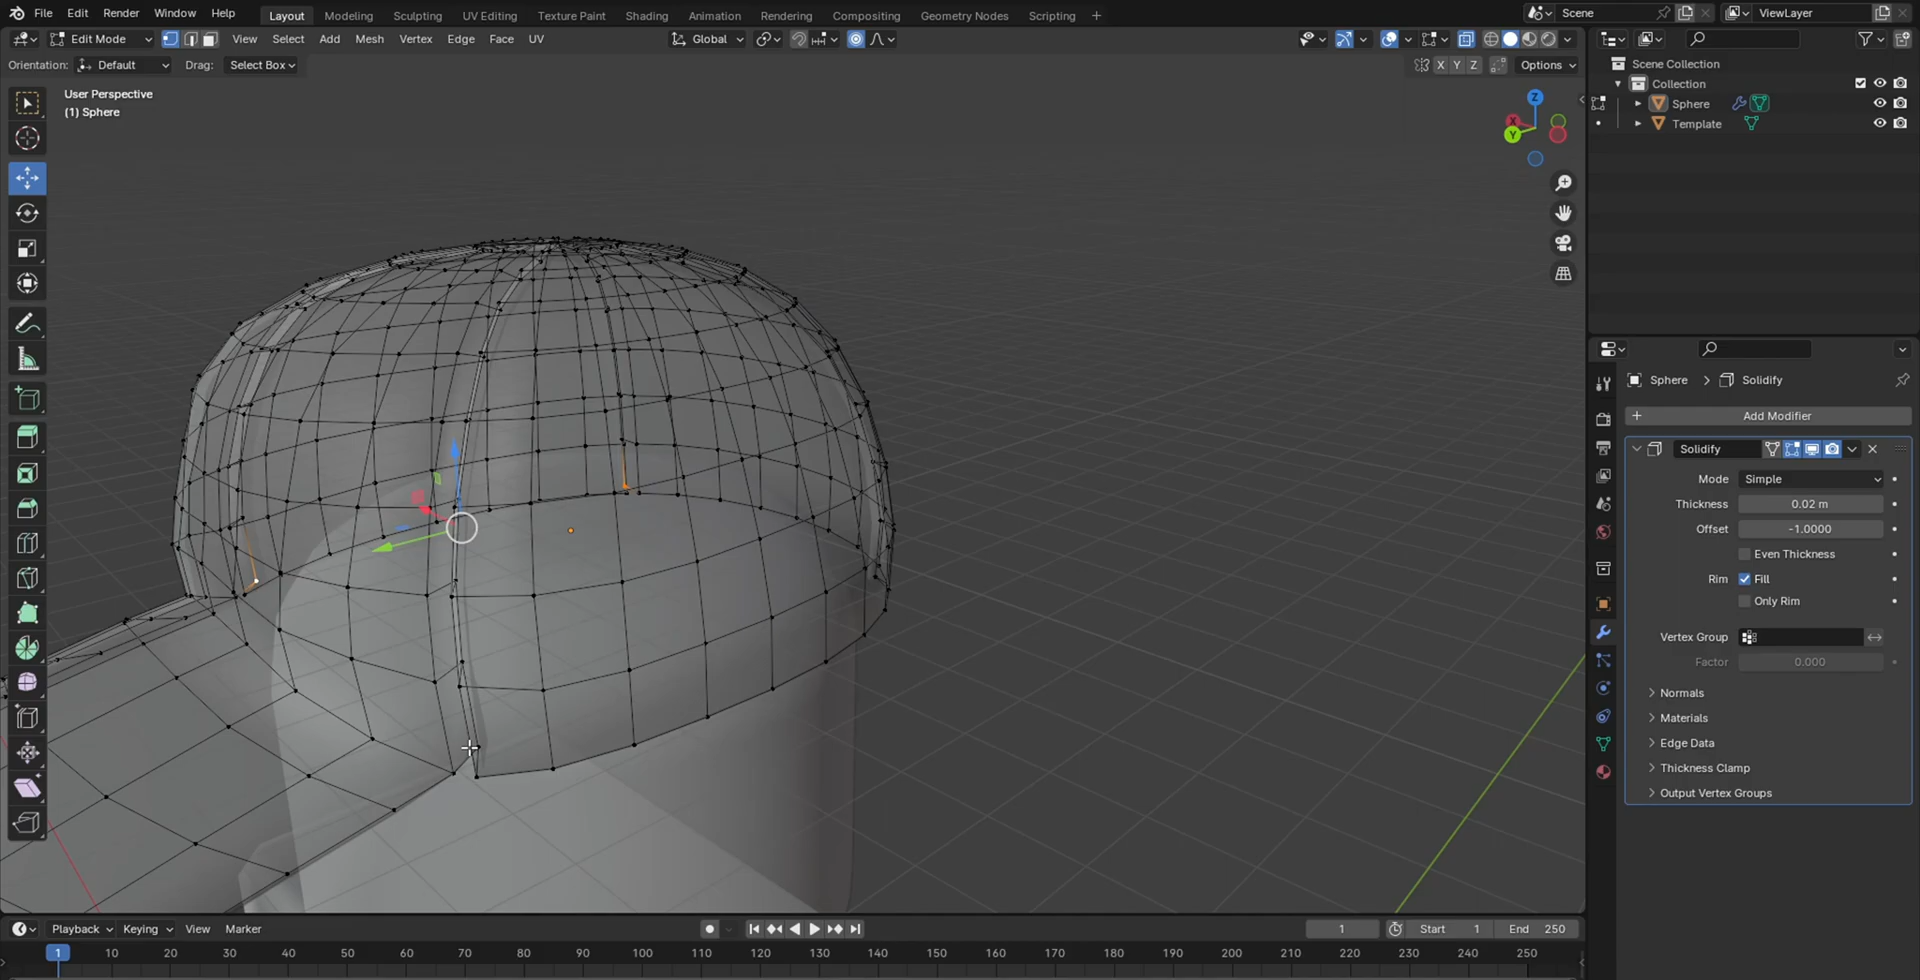 File Edit Render Window Help Layout Modeling Sculpting UV Editing Texture Paint Shading Animation Rendering Compositing Geometry Nodes Scripting + Scene ViewLayer
Edit Mode View Select Add Mesh Vertex Edge Face UV Global
Orientation: Default Drag: Select Box X Y Z Options
User Perspective
(1) Sphere
Z
X
Y
Scene Collection
Collection
Sphere
Template
Sphere > Solidify
+ Add Modifier
Solidify
Mode Simple
Thickness 0.02 m
Offset -1.0000
Even Thickness
Rim Fill
Only Rim
Vertex Group
Factor 0.000
Normals
Materials
Edge Data
Thickness Clamp
Output Vertex Groups
Playback Keying View Marker 1 Start 1 End 250
1 10 20 30 40 50 60 70 80 90 100 110 120 130 140 150 160 170 180 190 200 210 220 230 240 250